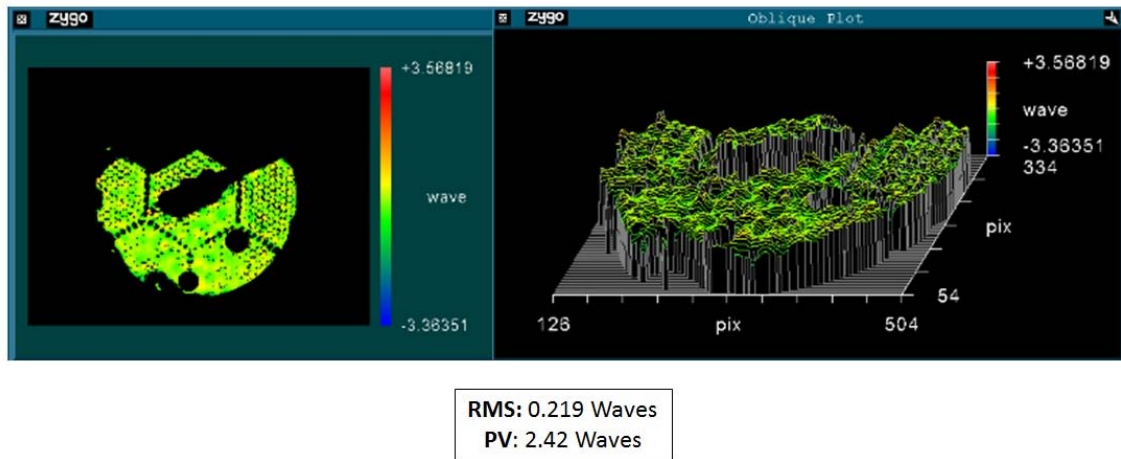 zygo
+3.56819
wave
-3.36351
zygo
Oblique Plot
+3.56819
wave
-3.36351
334
pix
54
126
pix
504
RMS: 0.219 Waves
PV: 2.42 Waves